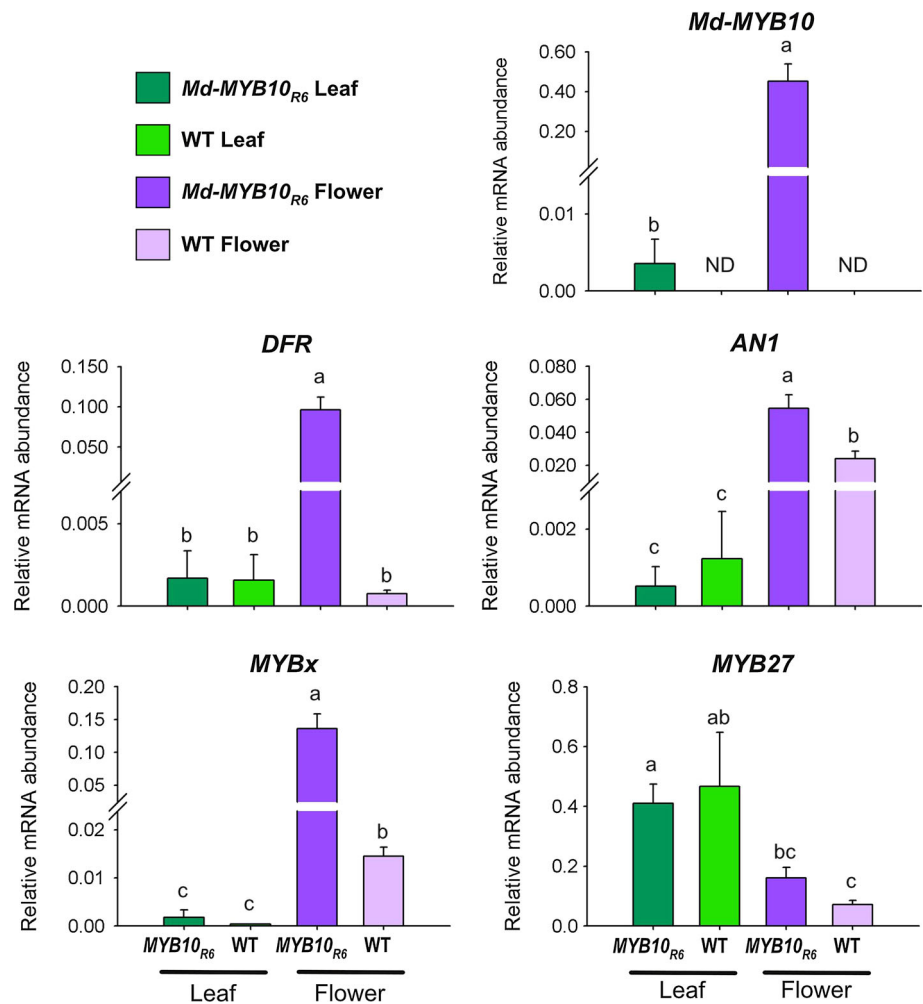 Md-MYB10R6 Leaf
WT Leaf
Md-MYB10R6 Flower
WT Flower
Md-MYB10
Relative mRNA abundance
0.60
0.40
0.20
0.01
0.00
b
ND
a
ND
DFR
Relative mRNA abundance
0.150
0.100
0.050
0.005
0.000
b
b
a
b
AN1
Relative mRNA abundance
0.080
0.060
0.040
0.020
0.002
0.000
c
c
a
b
MYBx
Relative mRNA abundance
0.20
0.15
0.10
0.05
0.02
0.01
0.00
c
c
a
b
MYB10R6 WT MYB10R6 WT
Leaf Flower
MYB27
Relative mRNA abundance
0.8
0.6
0.4
0.2
0.0
a
ab
bc
c
MYB10R6 WT MYB10R6 WT
Leaf Flower